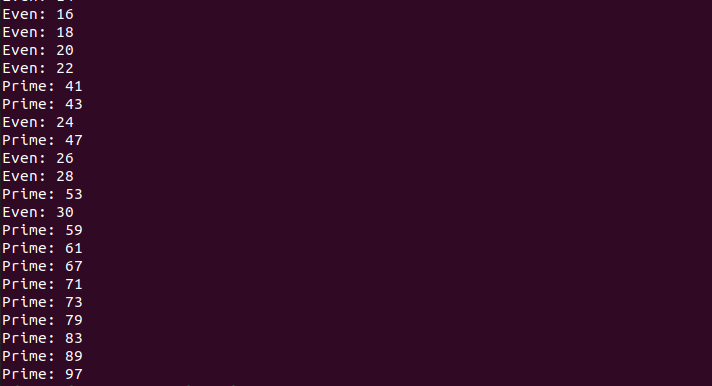 Even: 16
Even: 18
Even: 20
Even: 22
Prime: 41
Prime: 43
Even: 24
Prime: 47
Even: 26
Even: 28
Prime: 53
Even: 30
Prime: 59
Prime: 61
Prime: 67
Prime: 71
Prime: 73
Prime: 79
Prime: 83
Prime: 89
Prime: 97